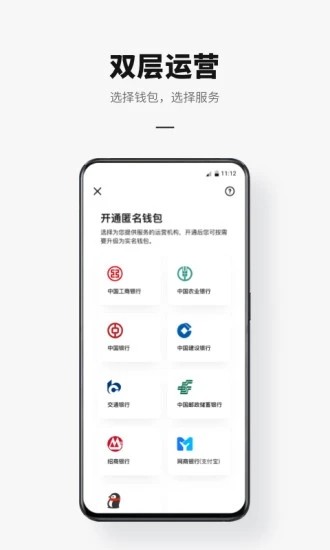 双层运营
选择钱包，选择服务
11:12
开通匿名钱包
选择为您提供服务的运营机构，开通后您可按需
要升级为实名钱包。
中国工商银行
中国农业银行
中国银行
中国建设银行
交通银行
中国邮政储蓄银行
招商银行
网商银行(支付宝)